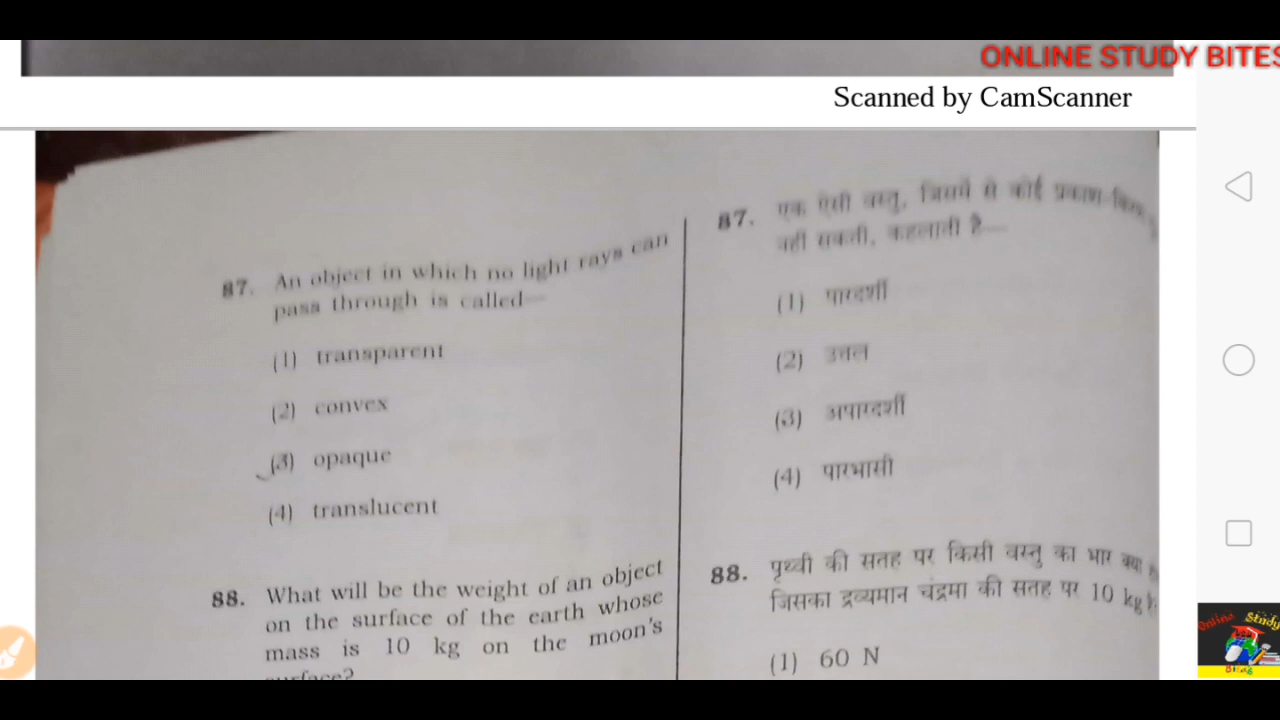 ONLINE STUDY BITES
Scanned by CamScanner
87. An object in which no light rays can
pass through is called—
(1) transparent
(2) convex
(3) opaque
(4) translucent
88. What will be the weight of an object
on the surface of the earth whose
mass is 10 kg on the moon's
surface?
87. एक ऐसी वस्तु, जिसमें से कोई प्रकाश-किरण
नहीं सकती, कहलाती है—
(1) पारदर्शी
(2) उत्तल
(3) अपारदर्शी
(4) पारभासी
88. पृथ्वी की सतह पर किसी वस्तु का भार क्या
जिसका द्रव्यमान चंद्रमा की सतह पर 10 kg है
(1) 60 N
Online Study
Bites